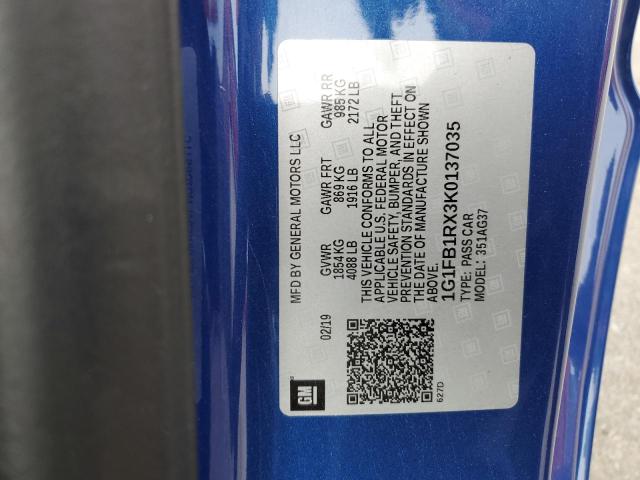 MFD BY GENERAL MOTORS LLC
02/19 GVWR GAWR FRT GAWR RR
1854 KG 869 KG 985 KG
4088 LB 1916 LB 2172 LB
THIS VEHICLE CONFORMS TO ALL
APPLICABLE U.S. FEDERAL MOTOR
VEHICLE SAFETY, BUMPER, AND THEFT
PREVENTION STANDARDS IN EFFECT ON
THE DATE OF MANUFACTURE SHOWN
ABOVE.
1G1FB1RX3K0137035
TYPE: PASS CAR
MODEL: 351AG37
GM
627D